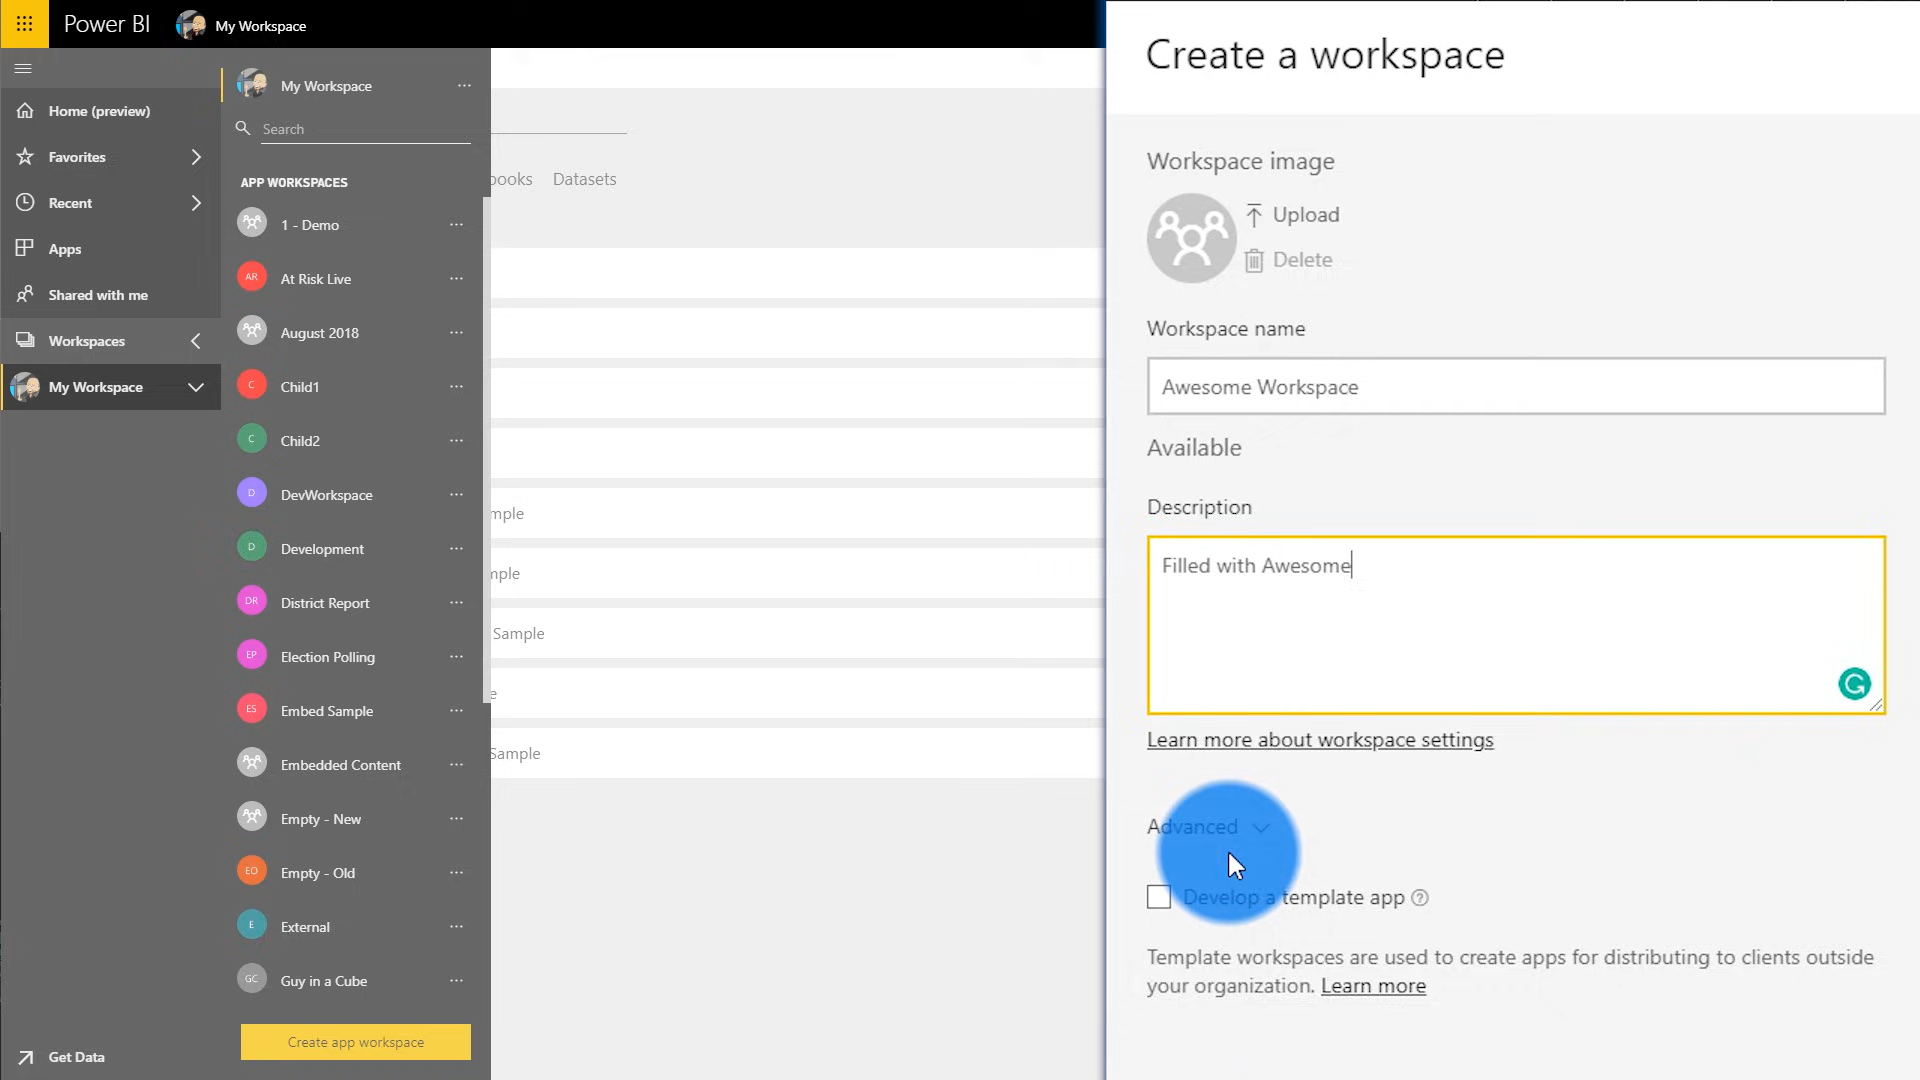 Power BI
My Workspace
Home (preview)
Favorites
Recent
Apps
Shared with me
Workspaces
My Workspace
Get Data
My Workspace
Search
APP WORKSPACES
1 - Demo
AR At Risk Live
August 2018
C Child1
C Child2
D DevWorkspace
D Development
DR District Report
EP Election Polling
ES Embed Sample
Embedded Content
Empty - New
EO Empty - Old
E External
GC Guy in a Cube
Create app workspace
books Datasets
mple
mple
Sample
e
Sample
Create a workspace
Workspace image
Upload
Delete
Workspace name
Awesome Workspace
Available
Description
Filled with Awesome
Learn more about workspace settings
Advanced
Develop a template app
Template workspaces are used to create apps for distributing to clients outside
your organization. Learn more